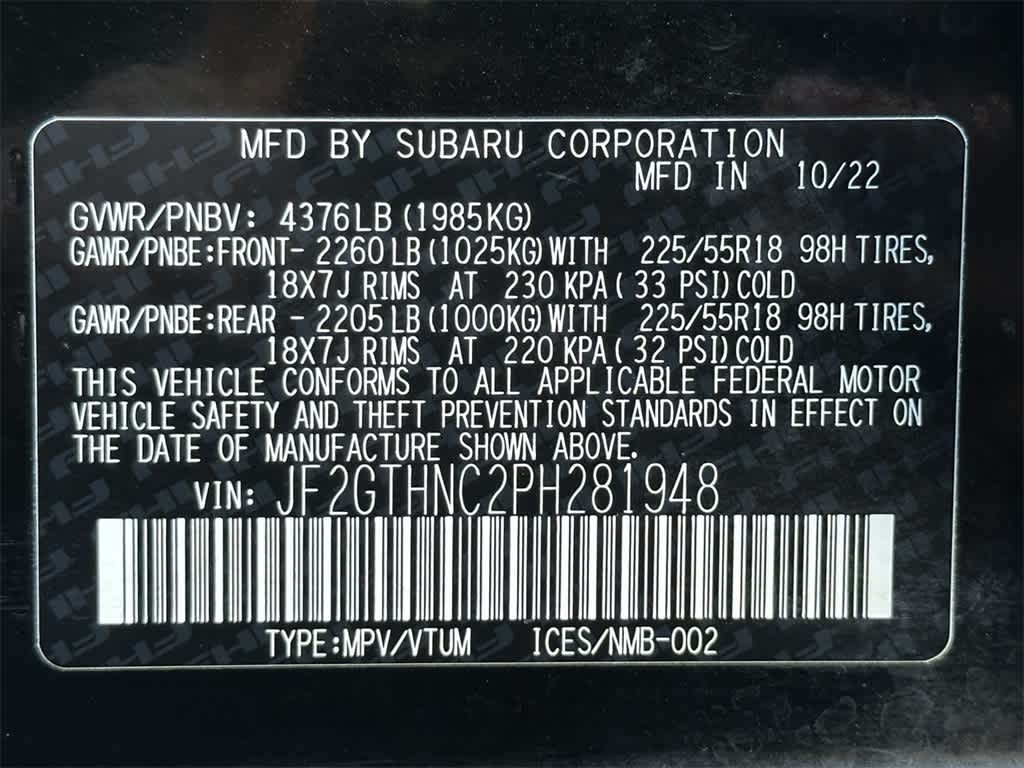 MFD BY SUBARU CORPORATION
MFD IN 10/22
GVWR/PNBV: 4376LB (1985KG)
GAWR/PNBE:FRONT- 2260 LB (1025KG) WITH 225/55R18 98H TIRES,
18X7J RIMS AT 230 KPA ( 33 PSI) COLD
GAWR/PNBE:REAR - 2205 LB (1000KG) WITH 225/55R18 98H TIRES,
18X7J RIMS AT 220 KPA ( 32 PSI) COLD
THIS VEHICLE CONFORMS TO ALL APPLICABLE FEDERAL MOTOR
VEHICLE SAFETY AND THEFT PREVENTION STANDARDS IN EFFECT ON
THE DATE OF MANUFACTURE SHOWN ABOVE.
VIN: JF2GTHNC2PH281948
TYPE:MPV/VTUM ICES/NMB-002